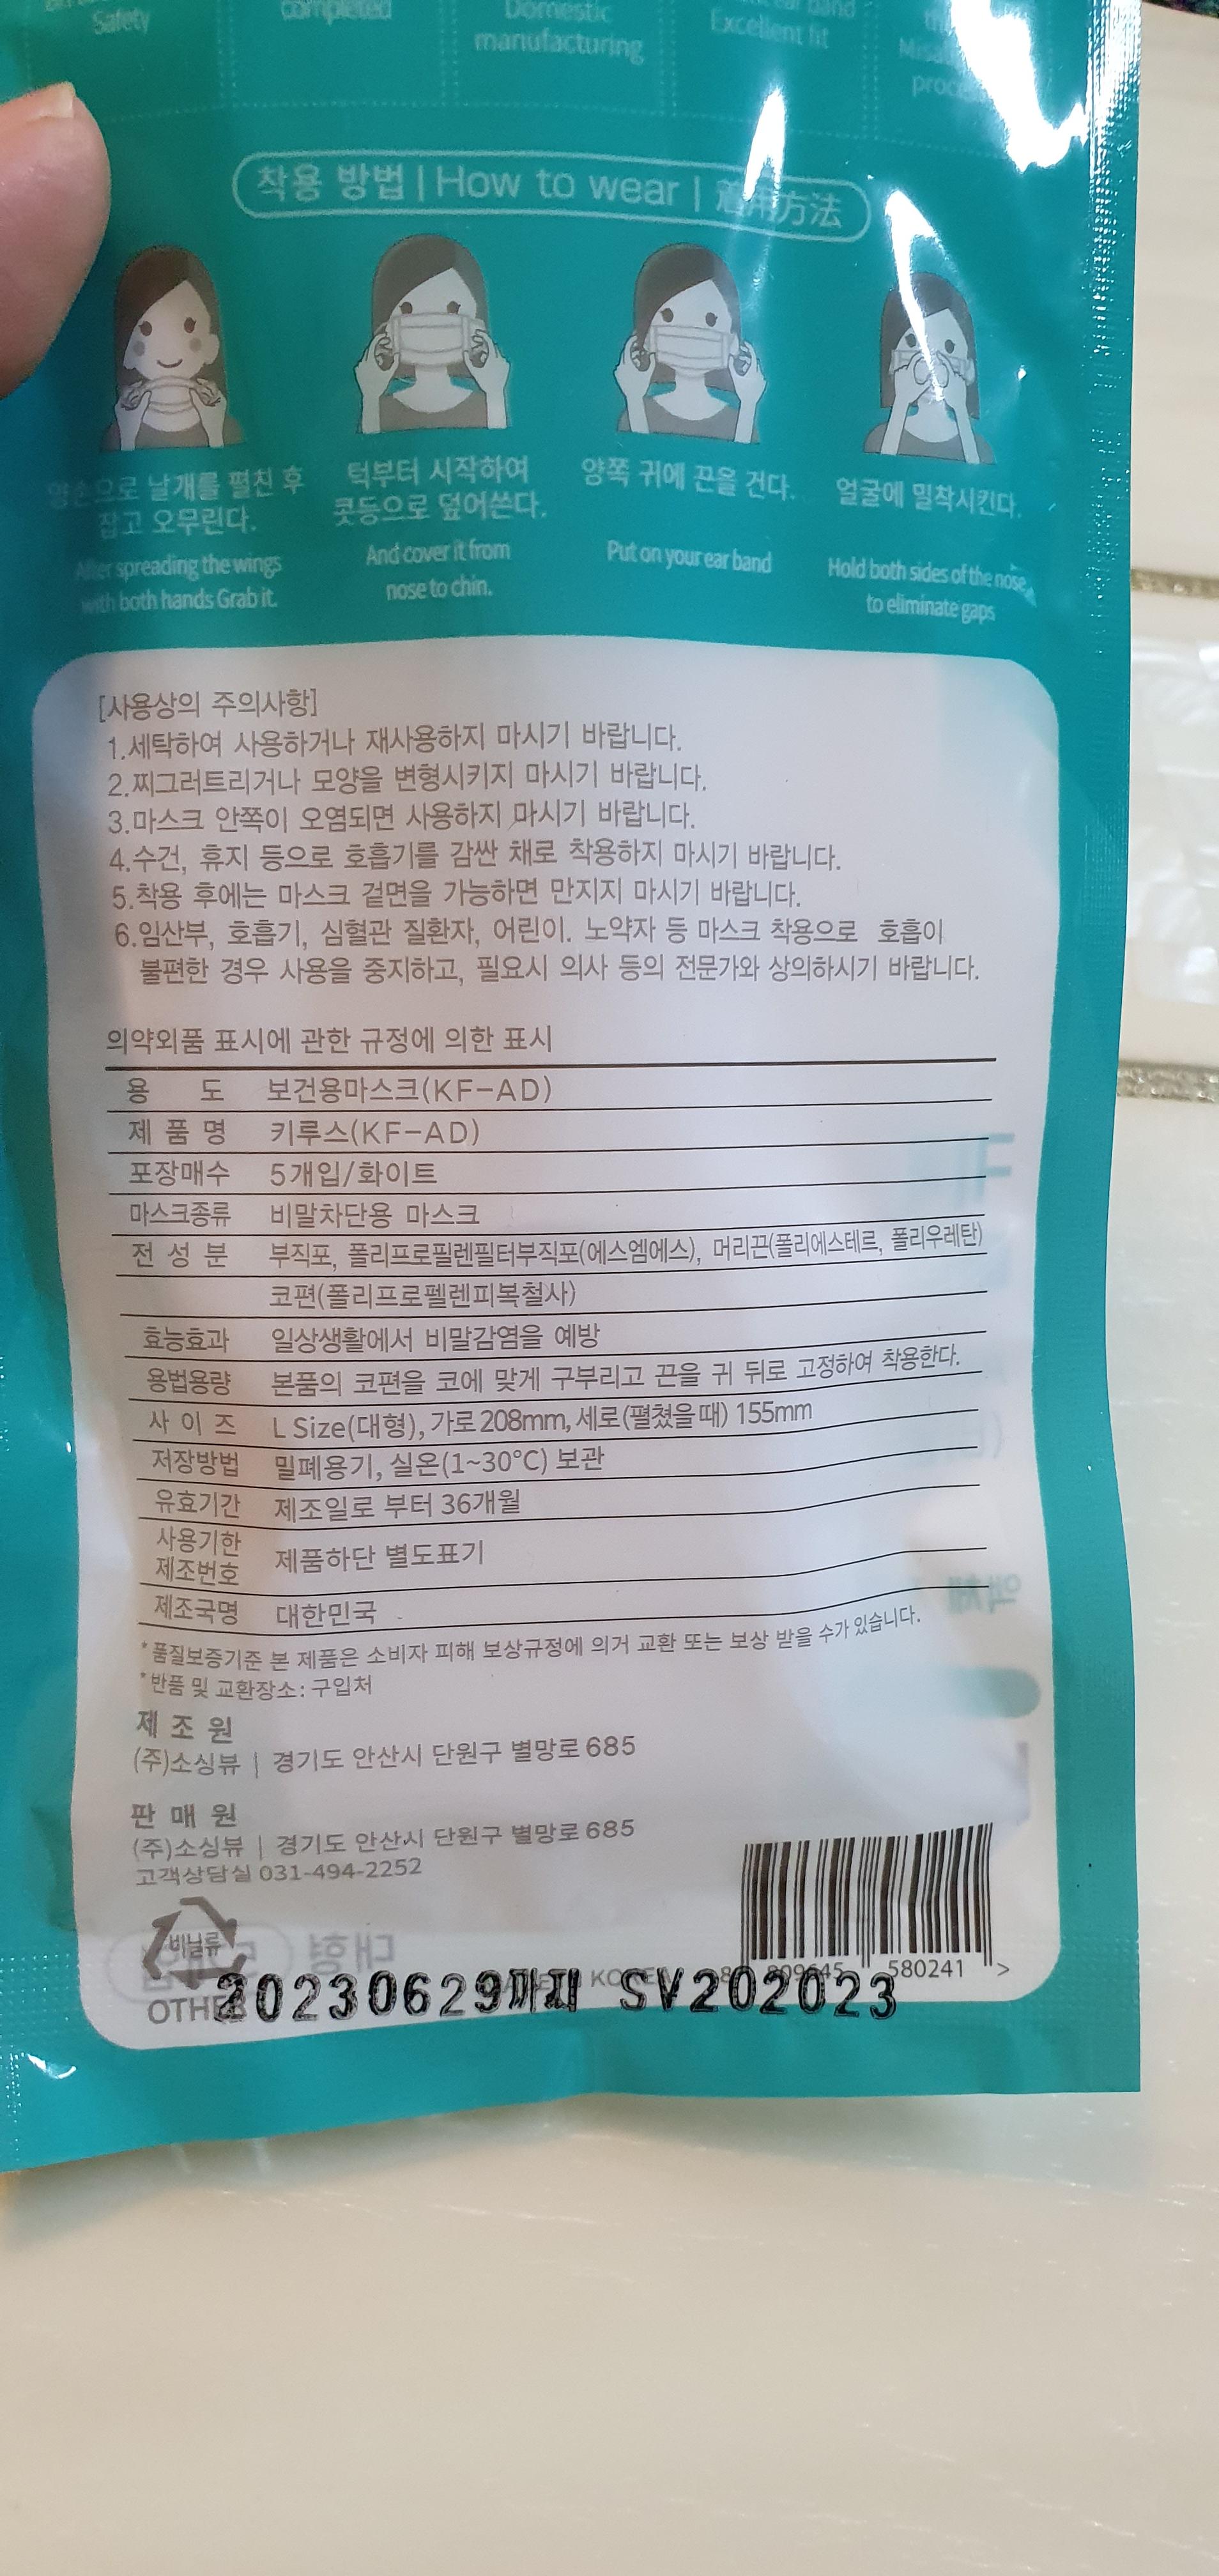 Safety
completed
Domestic
manufacturing
Excellent fit
착용 방법 | How to wear | 着用方法
양손으로 날개를 펼친 후
잡고 오무린다.
After spreading the wings
with both hands Grab it.
턱부터 시작하여
콧등으로 덮어쓴다.
And cover it from
nose to chin.
양쪽 귀에 끈을 건다.
Put on your ear band
얼굴에 밀착시킨다.
Hold both sides of the nose
to eliminate gaps
[사용상의 주의사항]
1.세탁하여 사용하거나 재사용하지 마시기 바랍니다.
2.찌그러트리거나 모양을 변형시키지 마시기 바랍니다.
3.마스크 안쪽이 오염되면 사용하지 마시기 바랍니다.
4.수건, 휴지 등으로 호흡기를 감싼 채로 착용하지 마시기 바랍니다.
5.착용 후에는 마스크 겉면을 가능하면 만지지 마시기 바랍니다.
6.임산부, 호흡기, 심혈관 질환자, 어린이. 노약자 등 마스크 착용으로 호흡이
불편한 경우 사용을 중지하고, 필요시 의사 등의 전문가와 상의하시기 바랍니다.
의약외품 표시에 관한 규정에 의한 표시
용 도 보건용마스크(KF-AD)
제 품 명 키루스(KF-AD)
포장매수 5개입/화이트
마스크종류 비말차단용 마스크
전 성 분 부직포, 폴리프로필렌필터부직포(에스엠에스), 머리끈(폴리에스테르, 폴리우레탄)
코편(폴리프로펠렌피복철사)
효능효과 일상생활에서 비말감염을 예방
용법용량 본품의 코편을 코에 맞게 구부리고 끈을 귀 뒤로 고정하여 착용한다.
사 이 즈 L Size(대형), 가로 208mm, 세로(펼쳤을 때) 155mm
저장방법 밀폐용기, 실온(1~30°C) 보관
유효기간 제조일로 부터 36개월
사용기한
제조번호 제품하단 별도표기
제조국명 대한민국
*품질보증기준 본 제품은 소비자 피해 보상규정에 의거 교환 또는 보상 받을 수가 있습니다.
*반품 및 교환장소: 구입처
제 조 원
(주)소싱뷰 | 경기도 안산시 단원구 별망로 685
판 매 원
(주)소싱뷰 | 경기도 안산시 단원구 별망로 685
고객상담실 031-494-2252
비닐류
OTHER
8 809645 580241 >
20230629까지 SV202023